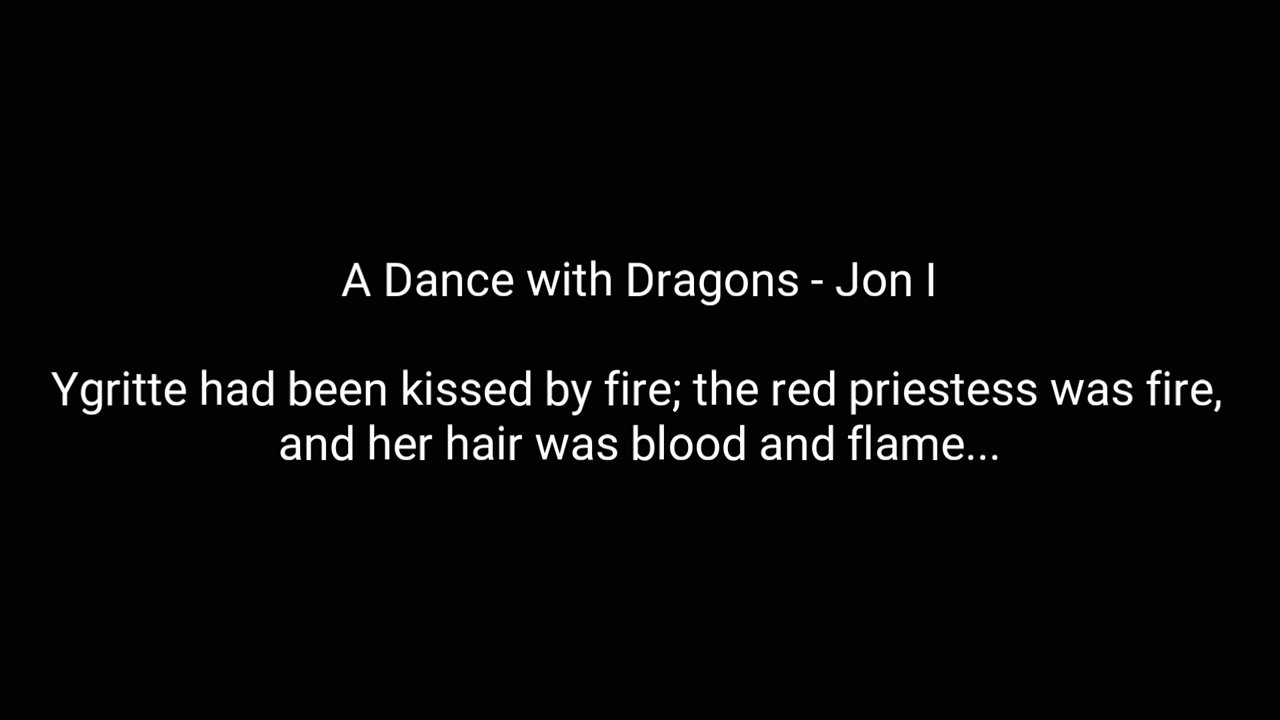 A Dance with Dragons - Jon I
Ygritte had been kissed by fire; the red priestess was fire,
and her hair was blood and flame...